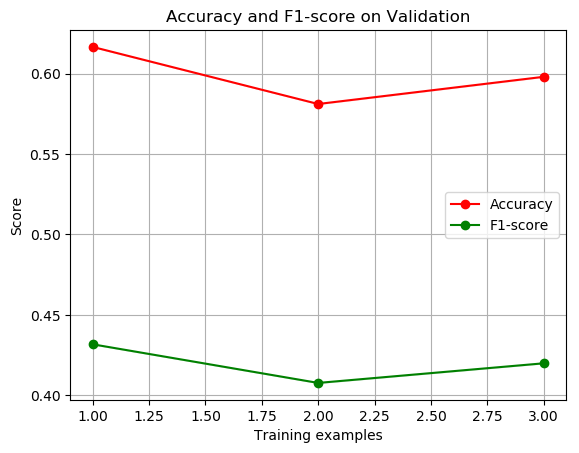 Accuracy and F1-score on Validation
Score
0.60
0.55
0.50
0.45
0.40
Accuracy
F1-score
1.00 1.25 1.50 1.75 2.00 2.25 2.50 2.75 3.00
Training examples